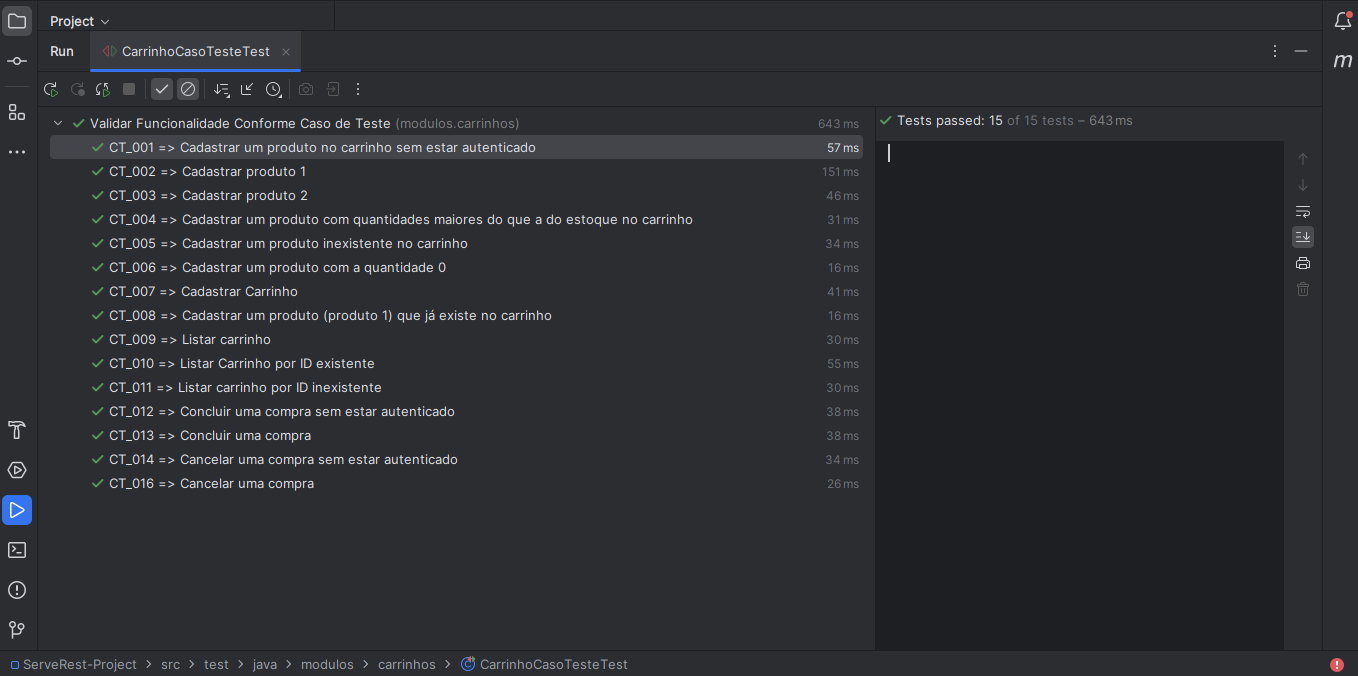 Project
Run CarrinhoCasoTesteTest
Validar Funcionalidade Conforme Caso de Teste (modulos.carrinhos) 643 ms
CT_001 => Cadastrar um produto no carrinho sem estar autenticado 57 ms
CT_002 => Cadastrar produto 1 151 ms
CT_003 => Cadastrar produto 2 46 ms
CT_004 => Cadastrar um produto com quantidades maiores do que a do estoque no carrinho 31 ms
CT_005 => Cadastrar um produto inexistente no carrinho 34 ms
CT_006 => Cadastrar um produto com a quantidade 0 16 ms
CT_007 => Cadastrar Carrinho 41 ms
CT_008 => Cadastrar um produto (produto 1) que já existe no carrinho 16 ms
CT_009 => Listar carrinho 30 ms
CT_010 => Listar Carrinho por ID existente 55 ms
CT_011 => Listar carrinho por ID inexistente 30 ms
CT_012 => Concluir uma compra sem estar autenticado 38 ms
CT_013 => Concluir uma compra 38 ms
CT_014 => Cancelar uma compra sem estar autenticado 34 ms
CT_016 => Cancelar uma compra 26 ms
Tests passed: 15 of 15 tests – 643 ms
m
ServeRest-Project > src > test > java > modulos > carrinhos > CarrinhoCasoTesteTest